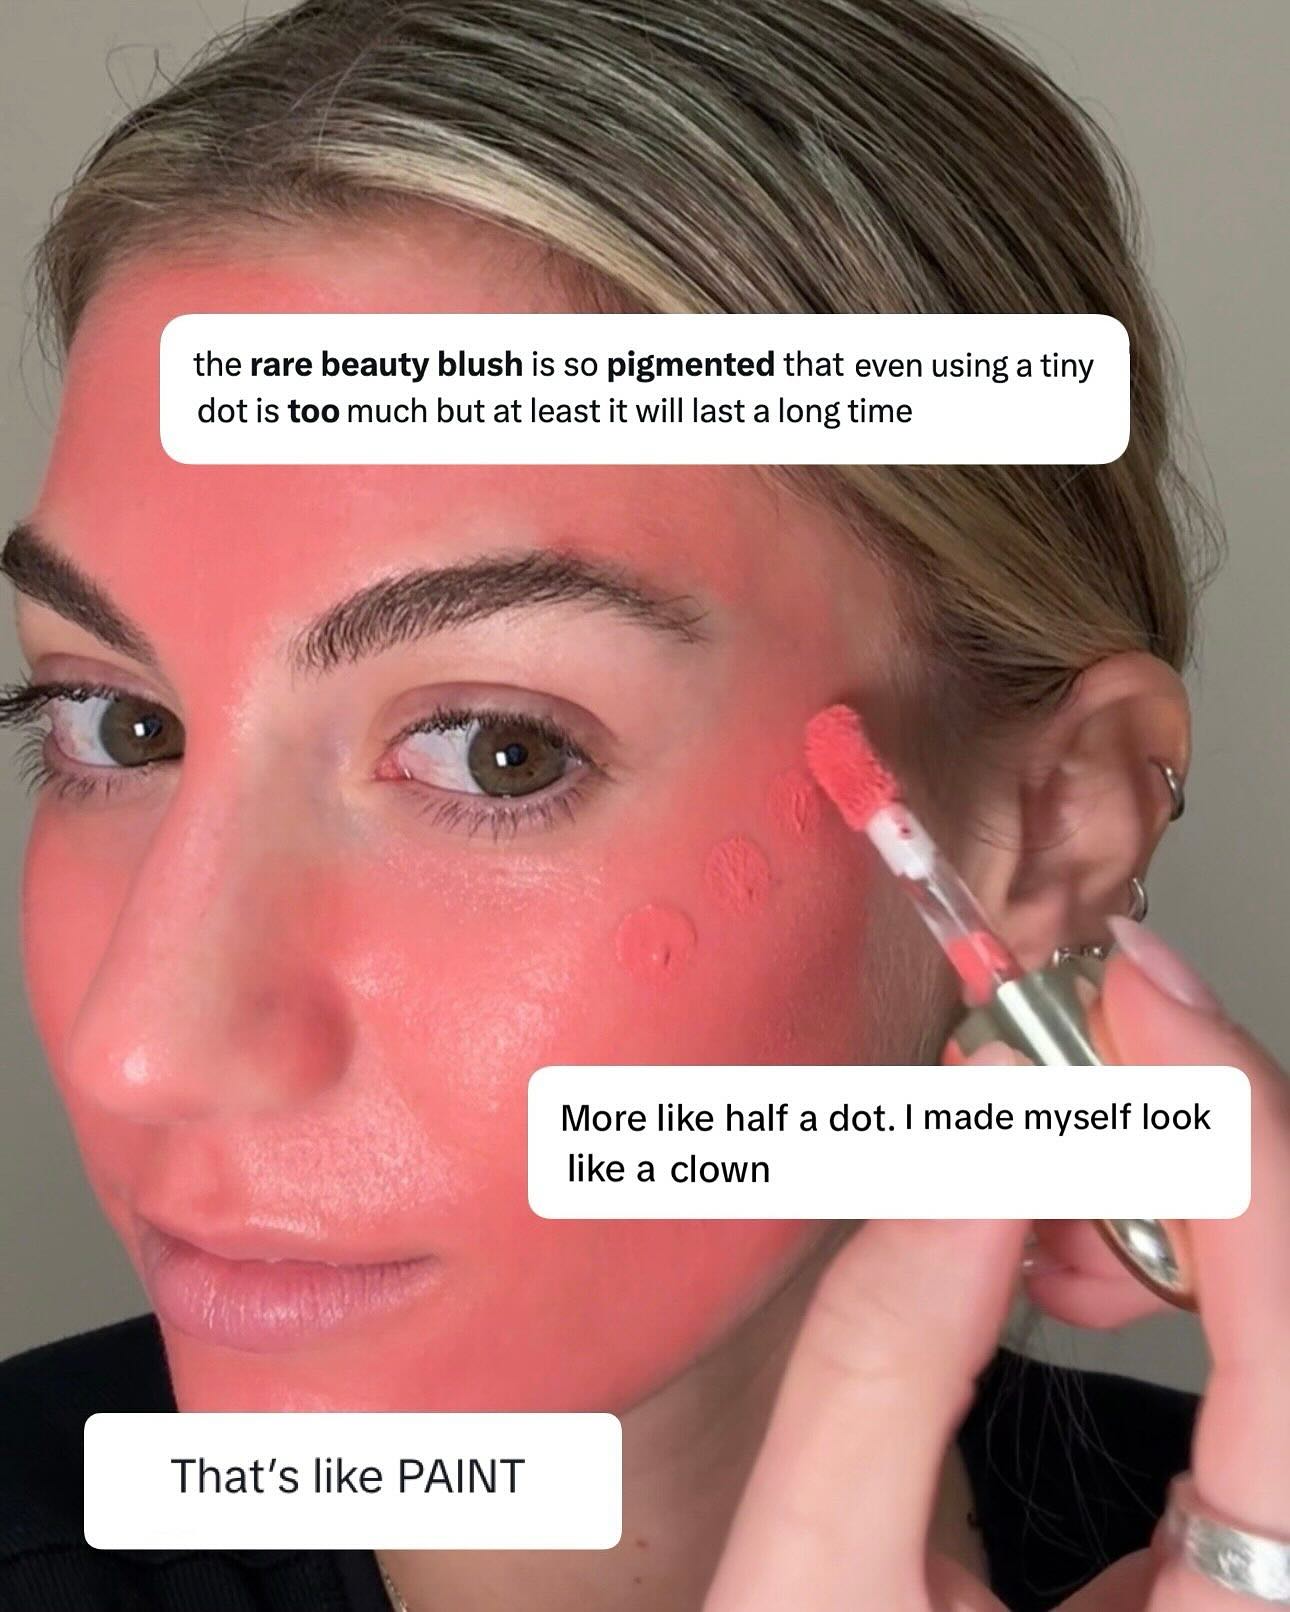 the rare beauty blush is so pigmented that even using a tiny
dot is too much but at least it will last a long time
More like half a dot. I made myself look
like a clown
That's like PAINT